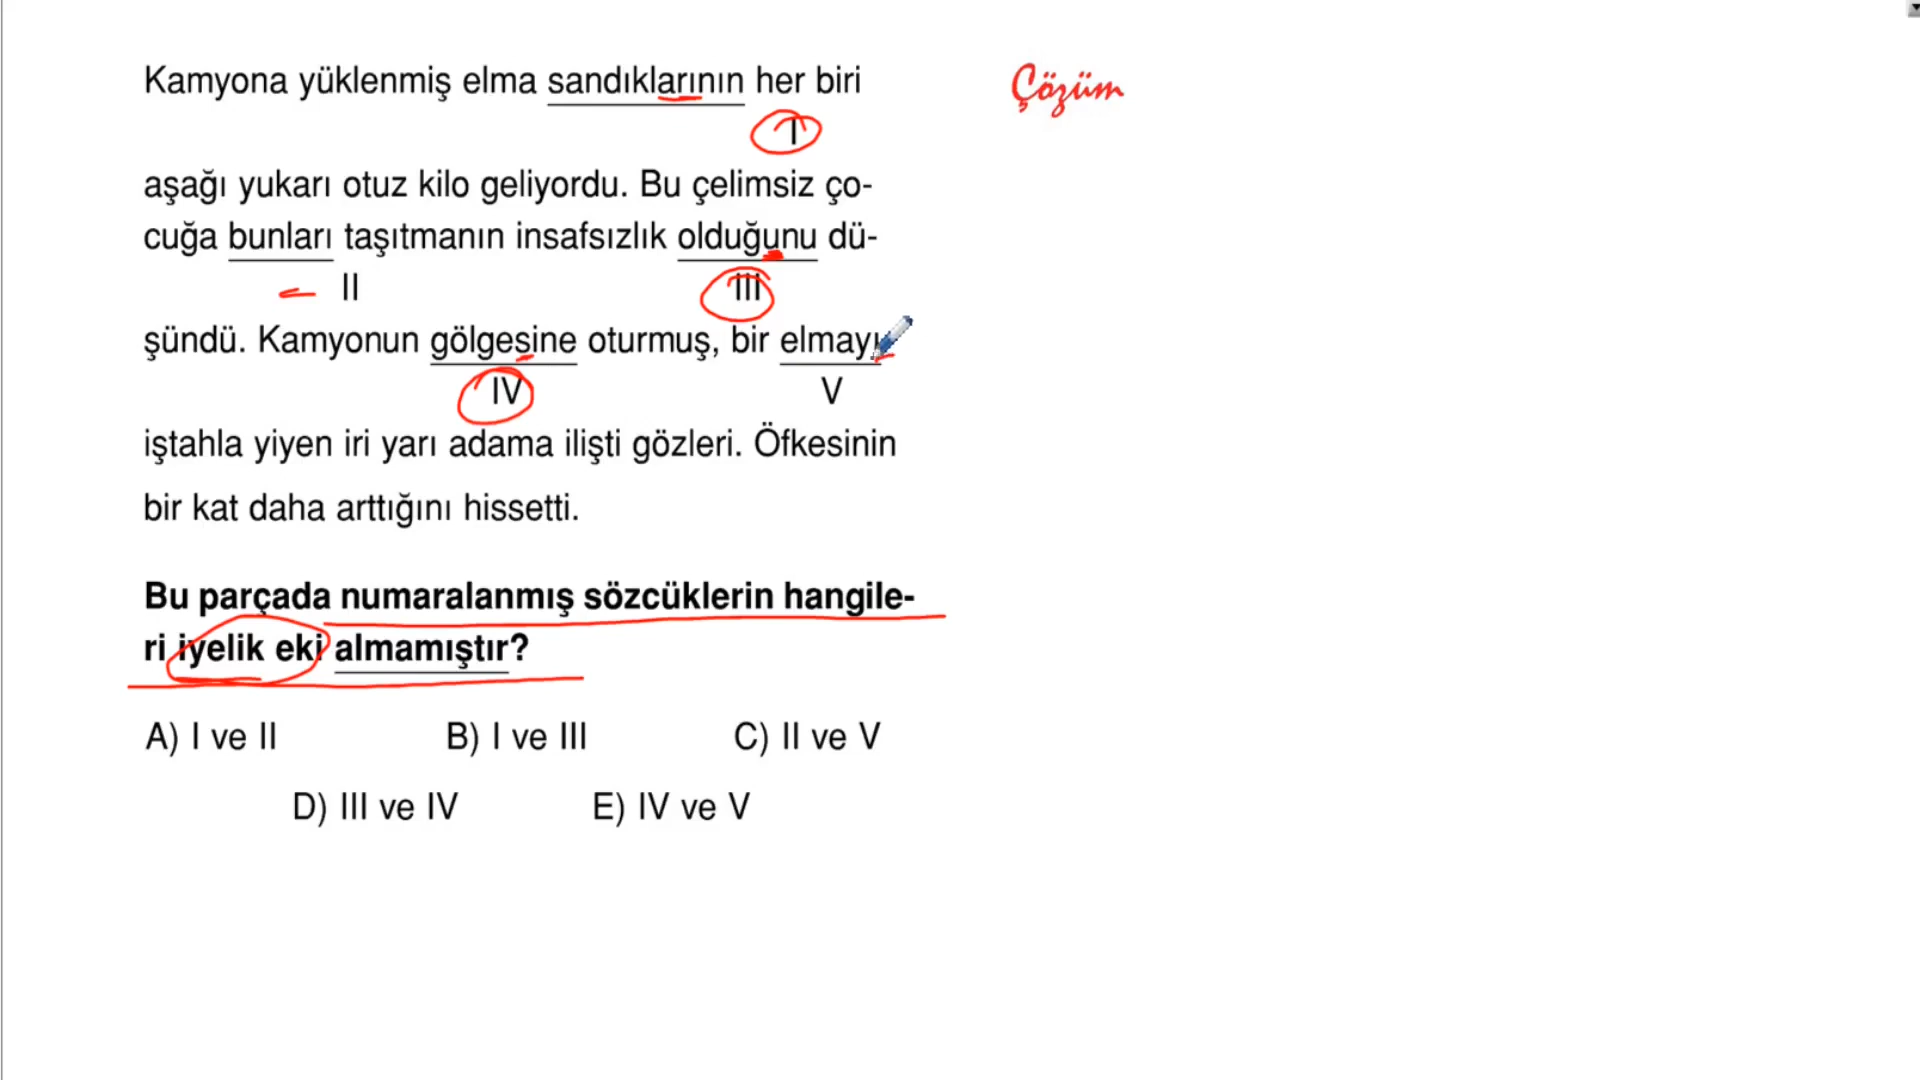 Kamyona yüklenmiş elma sandıklarının her biri
I
aşağı yukarı otuz kilo geliyordu. Bu çelimsiz ço-
cuğa bunları taşıtmanın insafsızlık olduğunu dü-
II III
şündü. Kamyonun gölgesine oturmuş, bir elmayı
IV V
iştahla yiyen iri yarı adama ilişti gözleri. Öfkesinin
bir kat daha arttığını hissetti.
Bu parçada numaralanmış sözcüklerin hangile-
ri iyelik eki almamıştır?
A) I ve II B) I ve III C) II ve V
D) III ve IV E) IV ve V
Çözüm